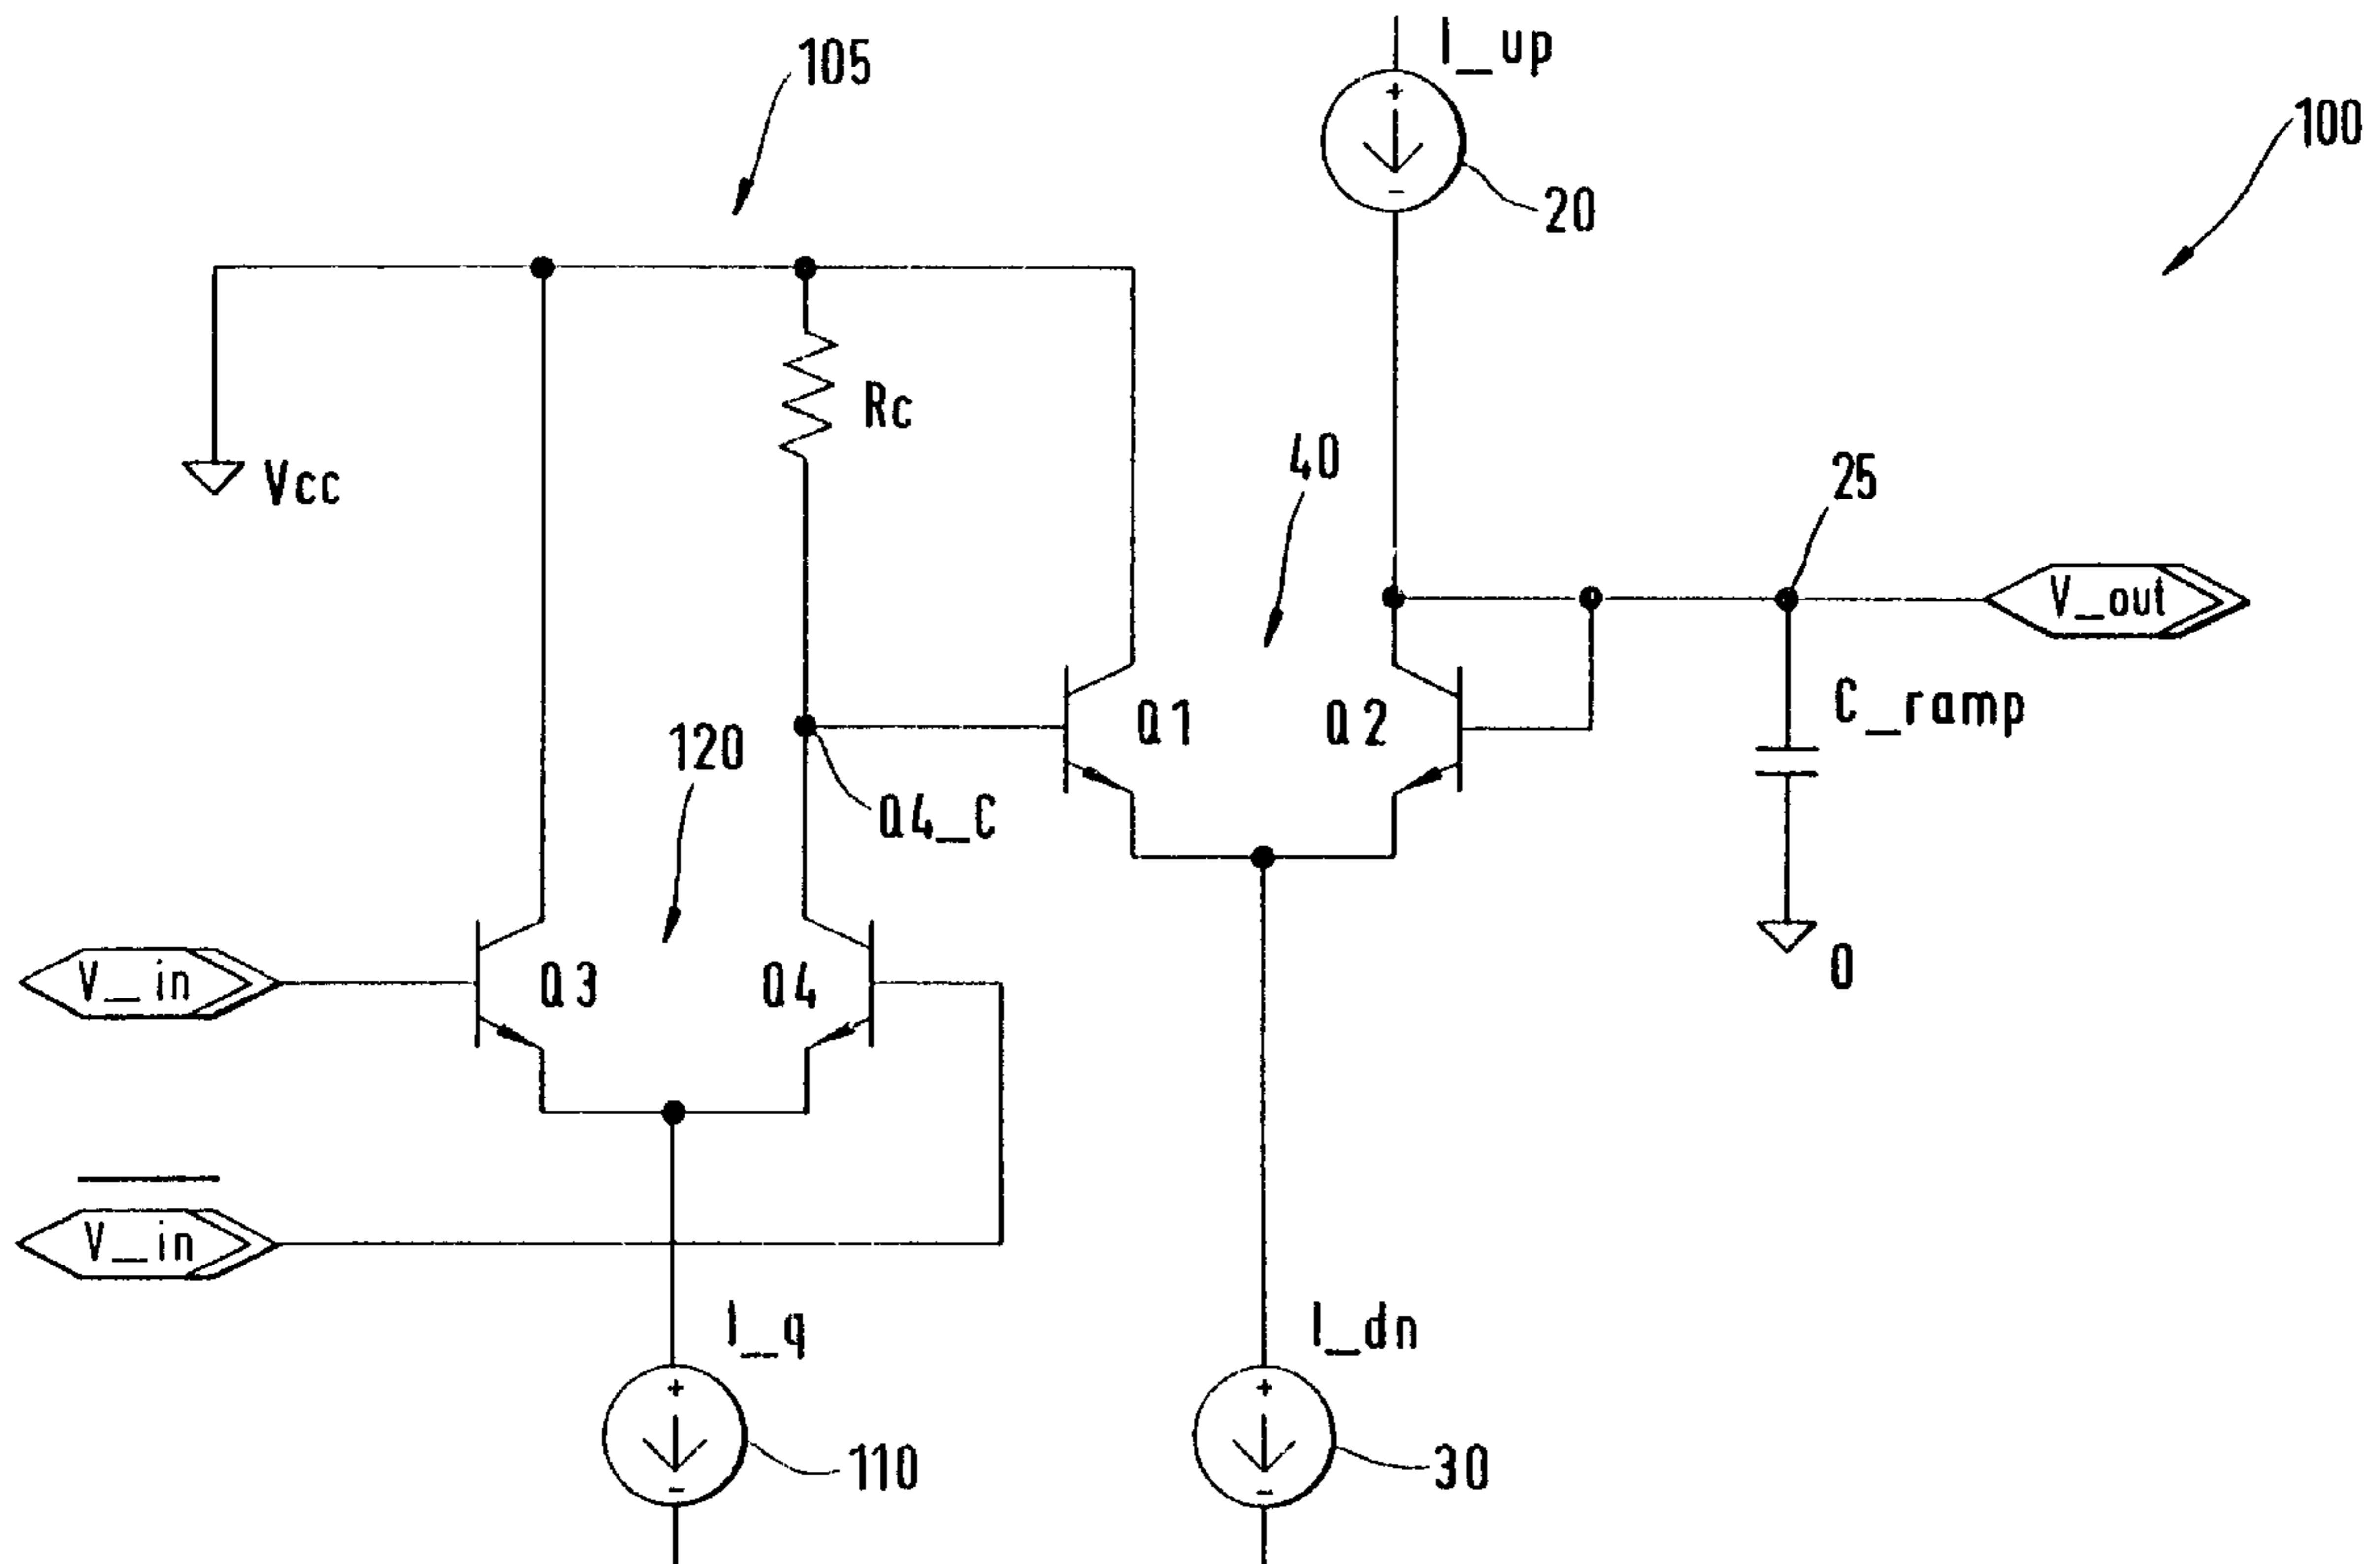 I_up
105
100
20
Rc
40
25
Vcc
V_out
C_ramp
Q1
Q2
120
Q4_C
0
V_in
Q3
Q4
V_in
I_q
I_dn
110
30